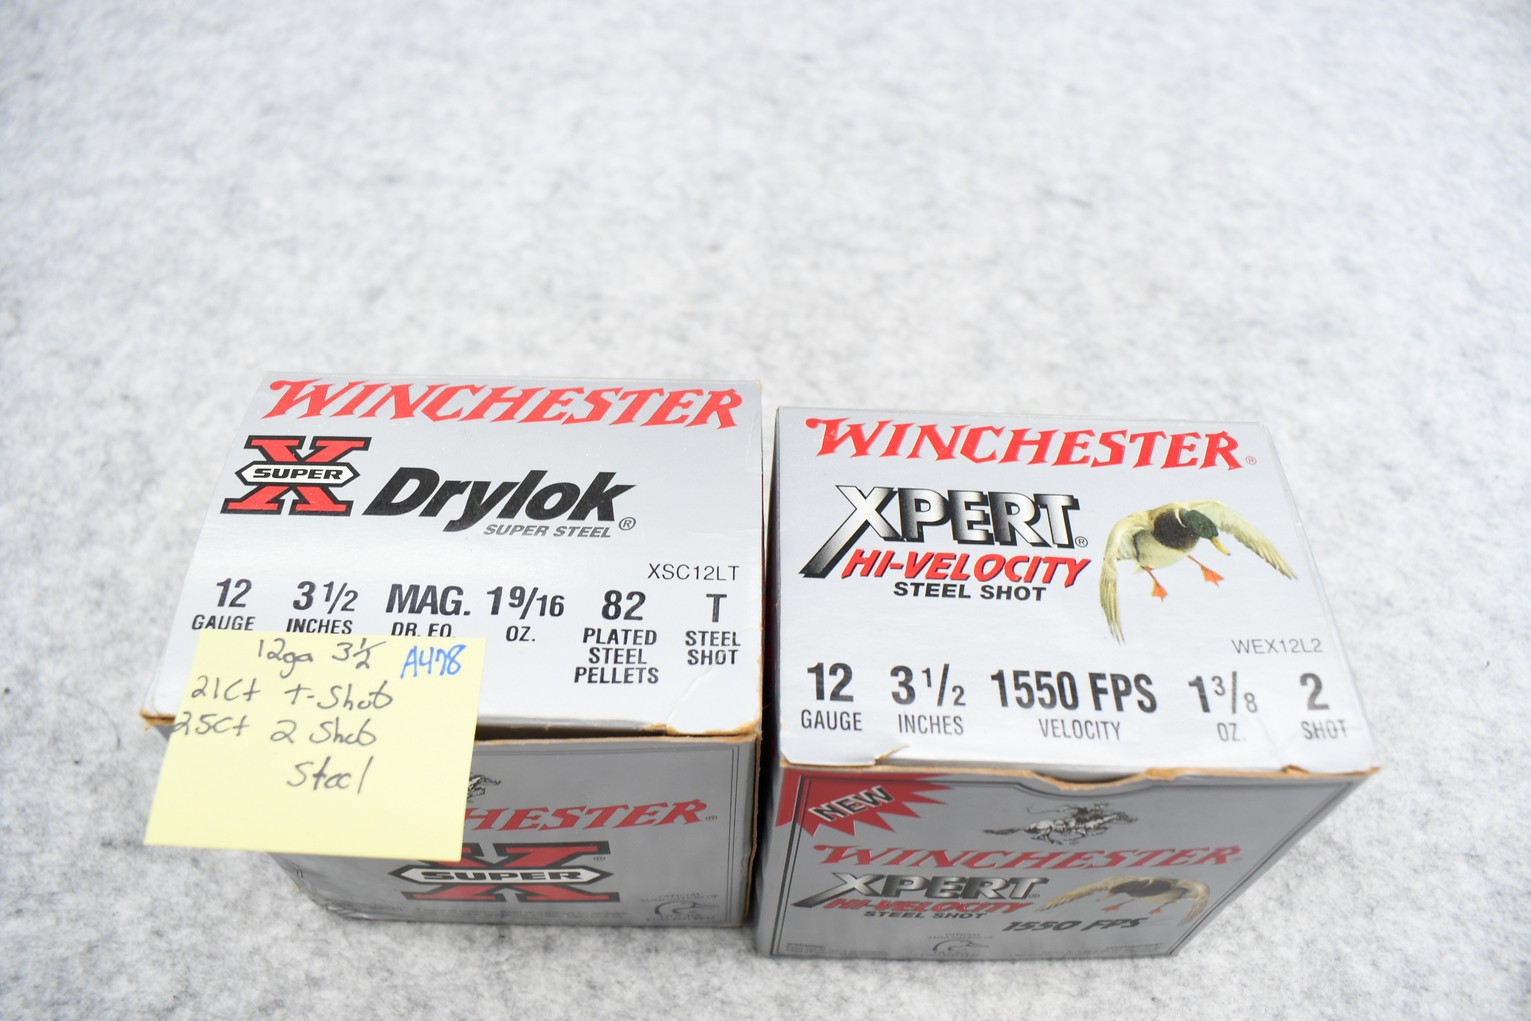 WINCHESTER
SUPER X Drylok
SUPER STEEL ®
XSC12LT
12 3 1/2 MAG. 1 9/16 82 T
GAUGE INCHES DR. EQ. OZ. PLATED STEEL PELLETS STEEL SHOT
12ga 3 1/2 A478
21ct T-Shot
25ct 2 Shot
Steel
WINCHESTER ®
SUPER X ®
WINCHESTER ®
XPERT ®
HI-VELOCITY
STEEL SHOT
WEX12L2
12 3 1/2 1550 FPS 1 3/8 2
GAUGE INCHES VELOCITY OZ. SHOT
NEW
WINCHESTER
XPERT
HI-VELOCITY
STEEL SHOT
1550 FPS